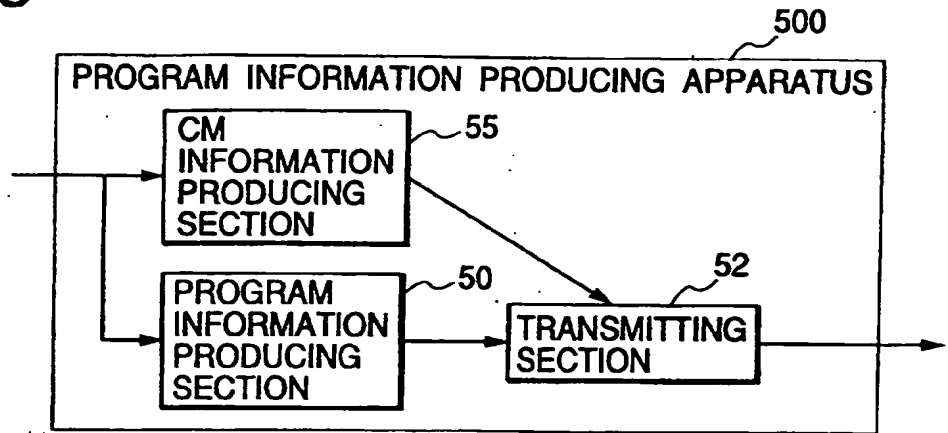 500
PROGRAM INFORMATION PRODUCING APPARATUS
CM
INFORMATION
PRODUCING
SECTION
55
PROGRAM
INFORMATION
PRODUCING
SECTION
50
TRANSMITTING
SECTION
52